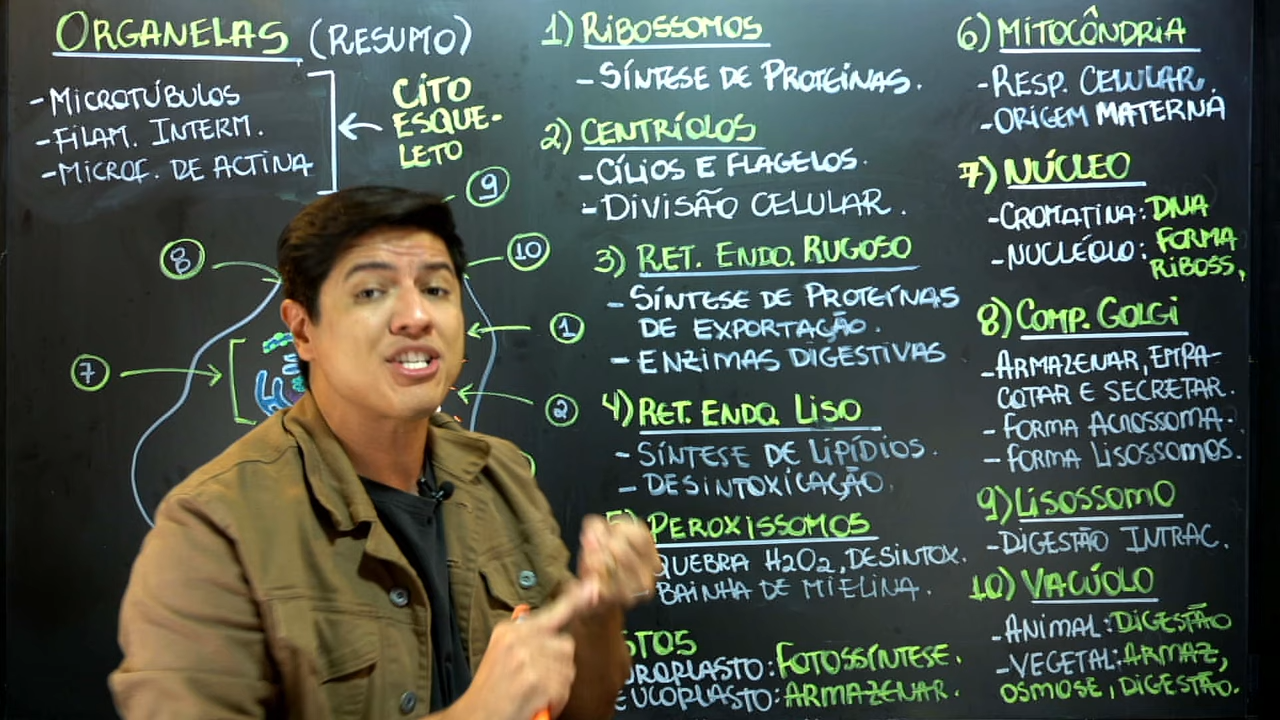 ORGANELAS (RESUMO)
- MICROTÚBULOS
- FILAM. INTERM.
- MICROF. DE ACTINA
CITO
ESQUE-
LETO
9
8
10
1
7
2
1) RIBOSSOMOS
- SÍNTESE DE PROTEÍNAS.
2) CENTRÍOLOS
- CÍLIOS E FLAGELOS.
- DIVISÃO CELULAR.
3) RET. ENDO. RUGOSO
- SÍNTESE DE PROTEÍNAS
DE EXPORTAÇÃO.
- ENZIMAS DIGESTIVAS
4) RET. ENDO. LISO
- SÍNTESE DE LIPÍDIOS.
- DESINTOXICAÇÃO.
5) PEROXISSOMOS
QUEBRA H2O2, DESINTOX.
- BAINHA DE MIELINA.
STOS
ROPLASTO: FOTOSSÍNTESE.
EUCOPLASTO: ARMAZENAR.
6) MITOCÔNDRIA
- RESP. CELULAR.
- ORIGEM MATERNA
7) NÚCLEO
- CROMATINA: DNA
- NUCLÉOLO: FORMA
RIBOSS,
8) COMP. GOLGI
- ARMAZENAR, EMPA-
COTAR E SECRETAR.
- FORMA ACROSSOMA.
- FORMA LISOSSOMOS.
9) LISOSSOMO
- DIGESTÃO INTRAC.
10) VACÚOLO
- ANIMAL: DIGESTÃO
- VEGETAL: ARMAZ,
OSMOSE, DIGESTÃO.